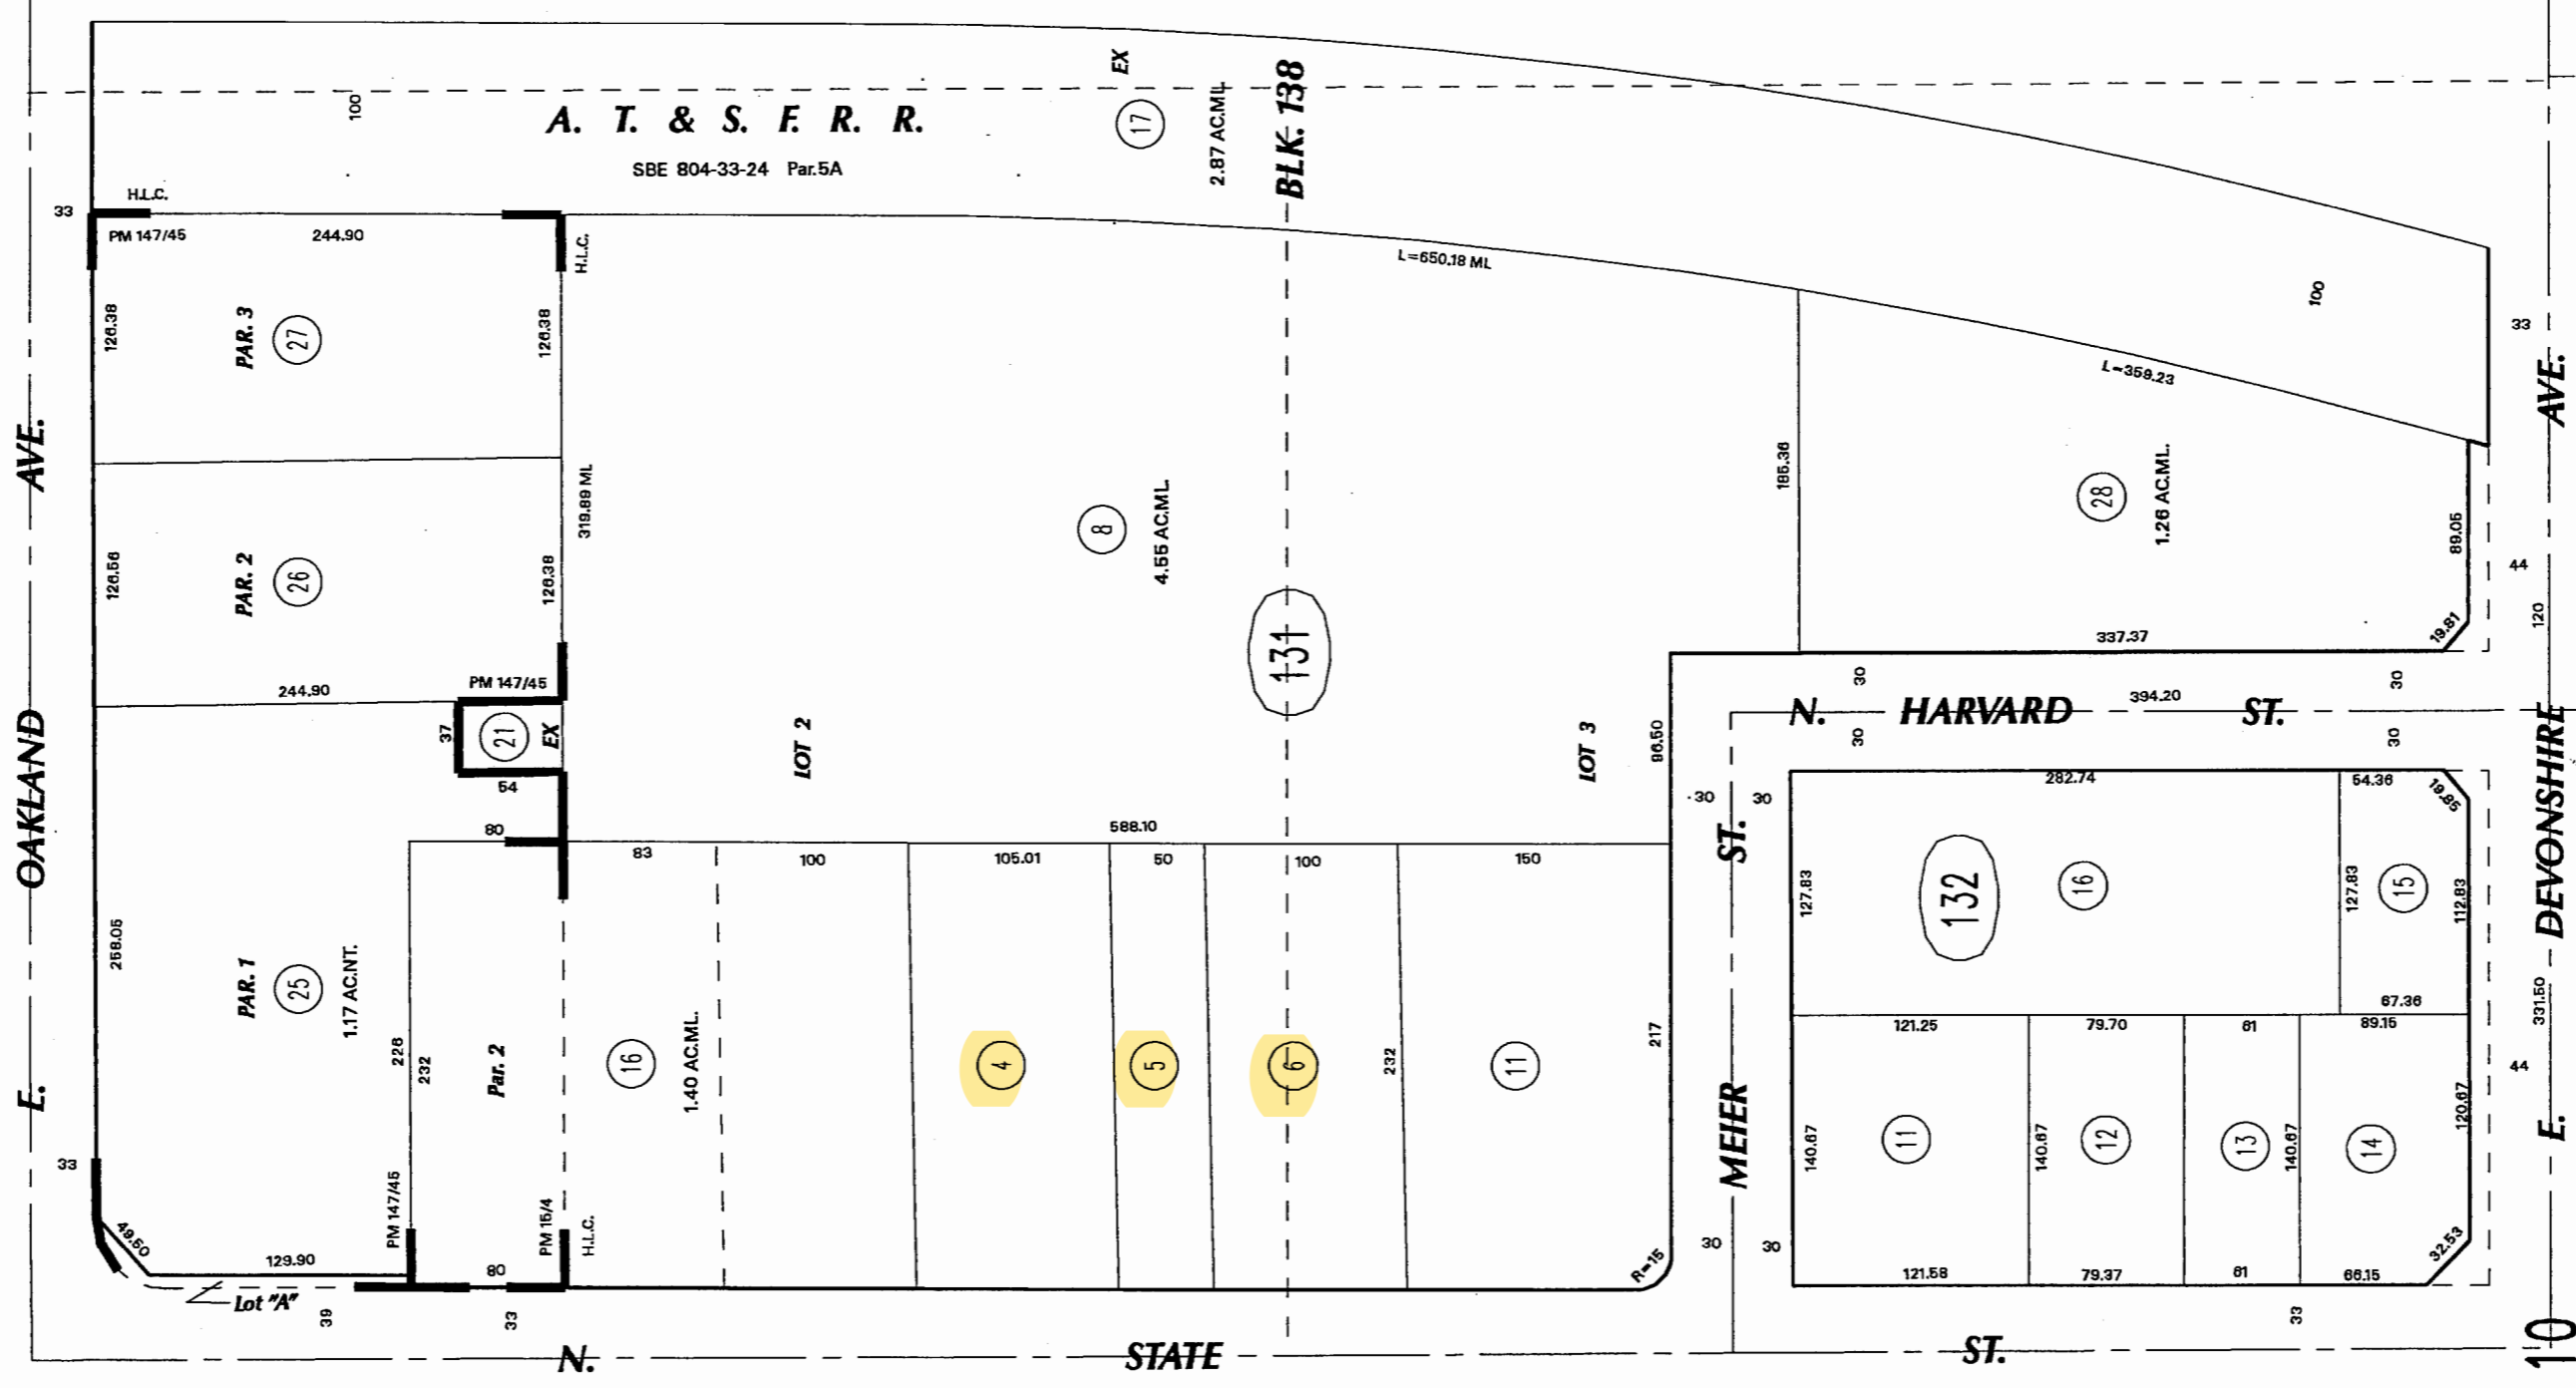 A. T. & S. F. R. R.
SBE 804-33-24 Par.5A
100
EX
17
2.87 AC.ML.
BLK. 138
H.L.C.
33
PM 147/45
244.90
H.L.C.
L=650.18 ML
100
33
126.38
PAR. 3
27
126.38
L=359.23
AVE.
AVE.
319.89 ML
8
4.55 AC.ML.
185.36
28
1.26 AC.ML.
89.05
44
126.56
PAR. 2
26
126.38
131
120
19.81
337.37
244.90
PM 147/45
30
30
394.20
N. HARVARD ST.
37
21
EX
54
LOT 2
LOT 3
96.50
30
30
OAKLAND
DEVONSHIRE
30
30
282.74
54.36
19.85
80
588.10
83
100
105.01
50
100
150
ST.
127.83
132
16
127.83
15
112.83
258.05
PAR. 1
25
1.17 AC.NT.
67.36
331.50
121.25
79.70
61
89.15
226
232
Par. 2
16
1.40 AC.ML.
4
5
6
232
11
217
44
E.
MEIER
140.67
11
140.67
12
13
140.67
14
120.67
E.
33
49.50
129.90
PM 147/45
80
PM 15/4
H.L.C.
R=15
30
30
32.53
121.58
79.37
61
66.15
Lot "A"
39
33
33
N. STATE ST.
10